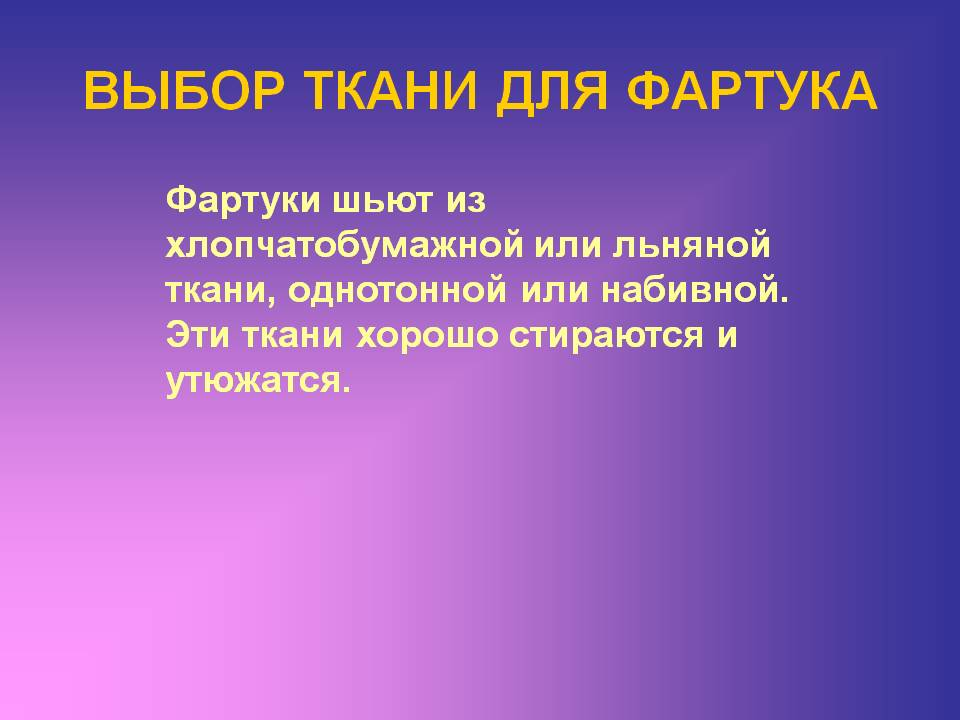 ВЫБОР ТКАНИ ДЛЯ ФАРТУКА
Фартуки шьют из
хлопчатобумажной или льняной
ткани, однотонной или набивной.
Эти ткани хорошо стираются и
утюжатся.